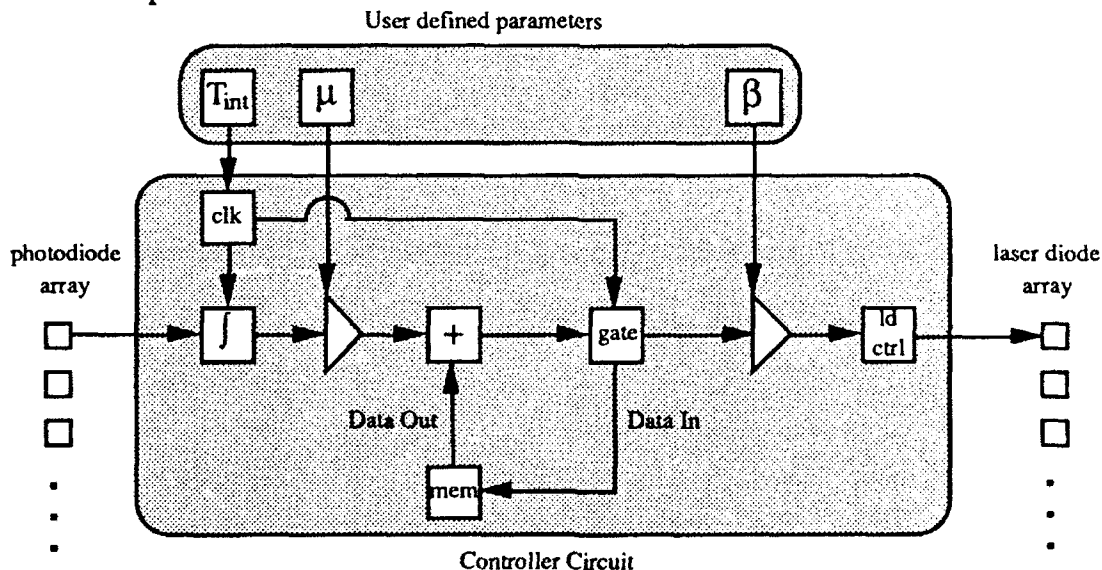 User defined parameters
Tint
μ
β
clk
photodiode
array
laser diode
array
∫
+
gate
ld
ctrl
Data Out
Data In
mem
Controller Circuit